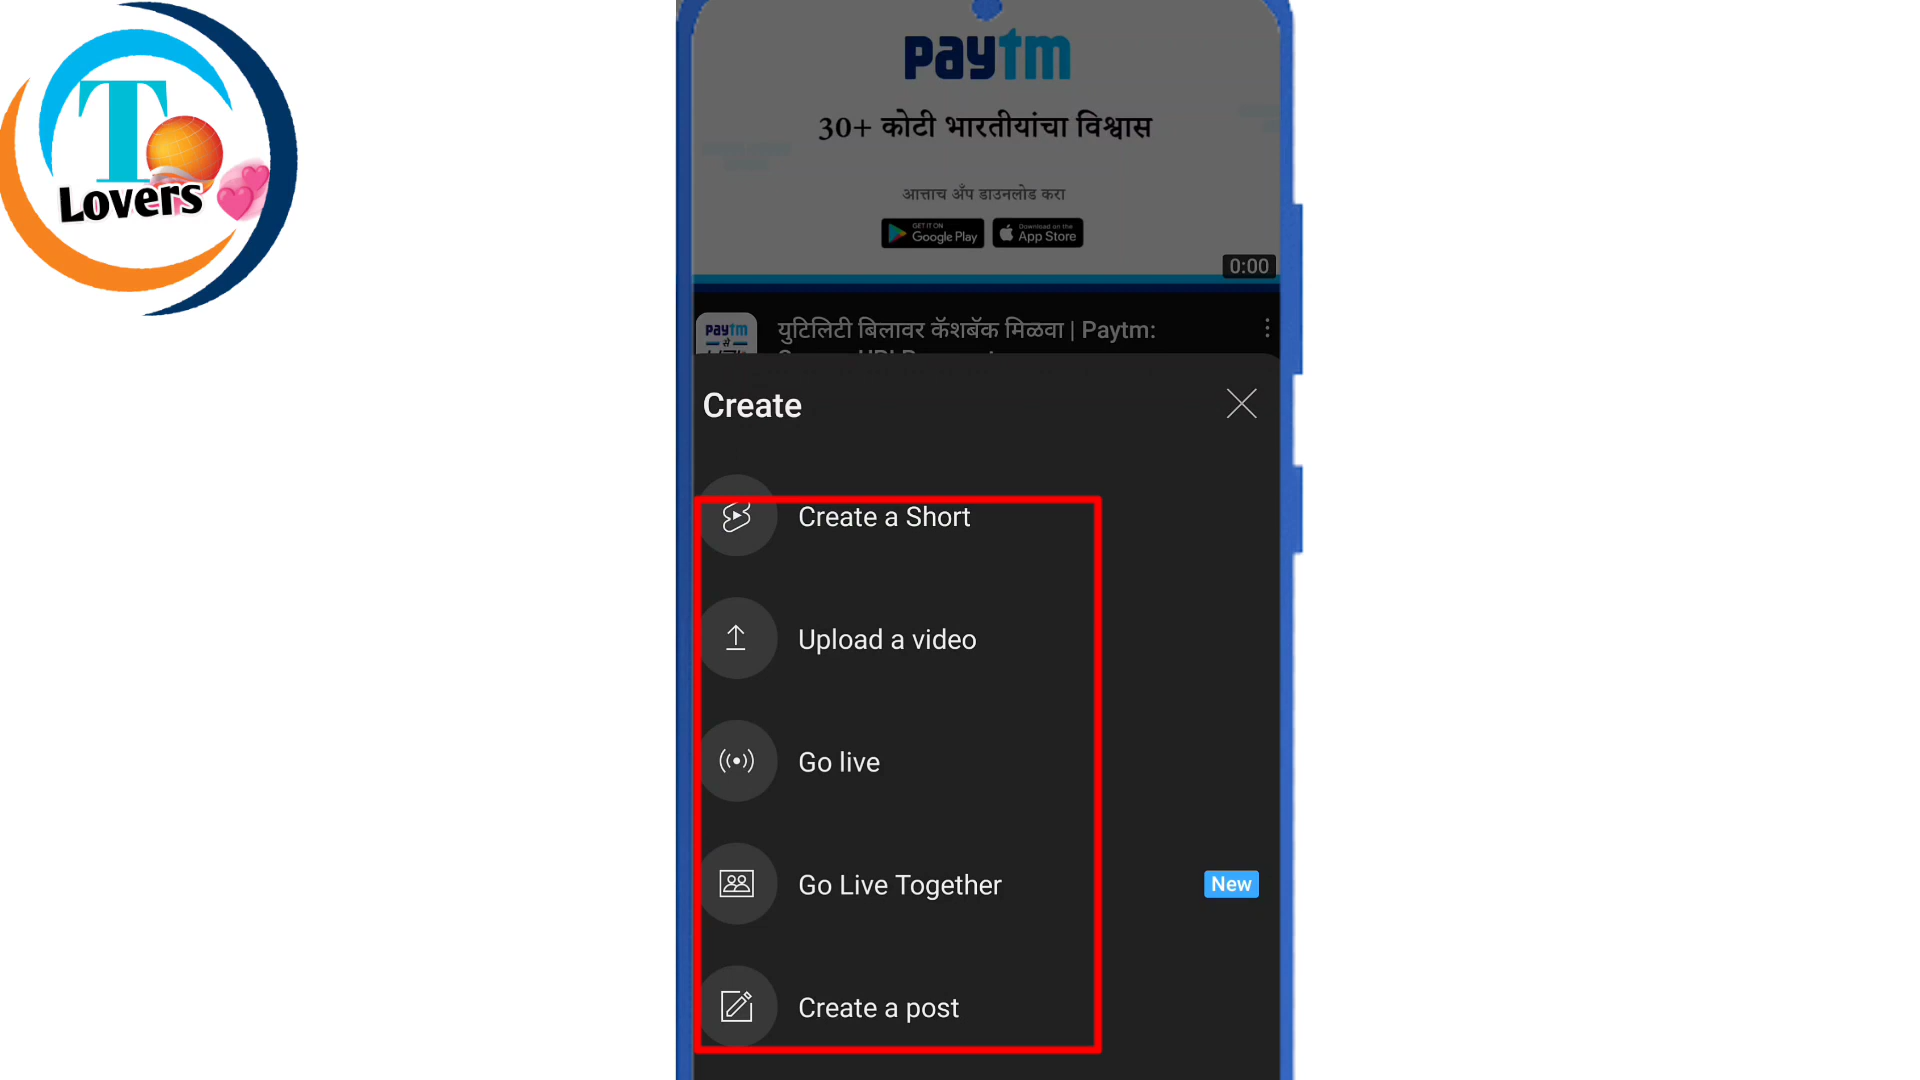 T
Lovers
paytm
30+ कोटी भारतीयांचा विश्वास
आत्ताच अँप डाउनलोड करा
GET IT ON
Google Play
Download on the
App Store
0:00
paytm
से
युटिलिटी बिलावर कॅशबॅक मिळवा | Paytm:
Create
Create a Short
Upload a video
Go live
Go Live Together
New
Create a post